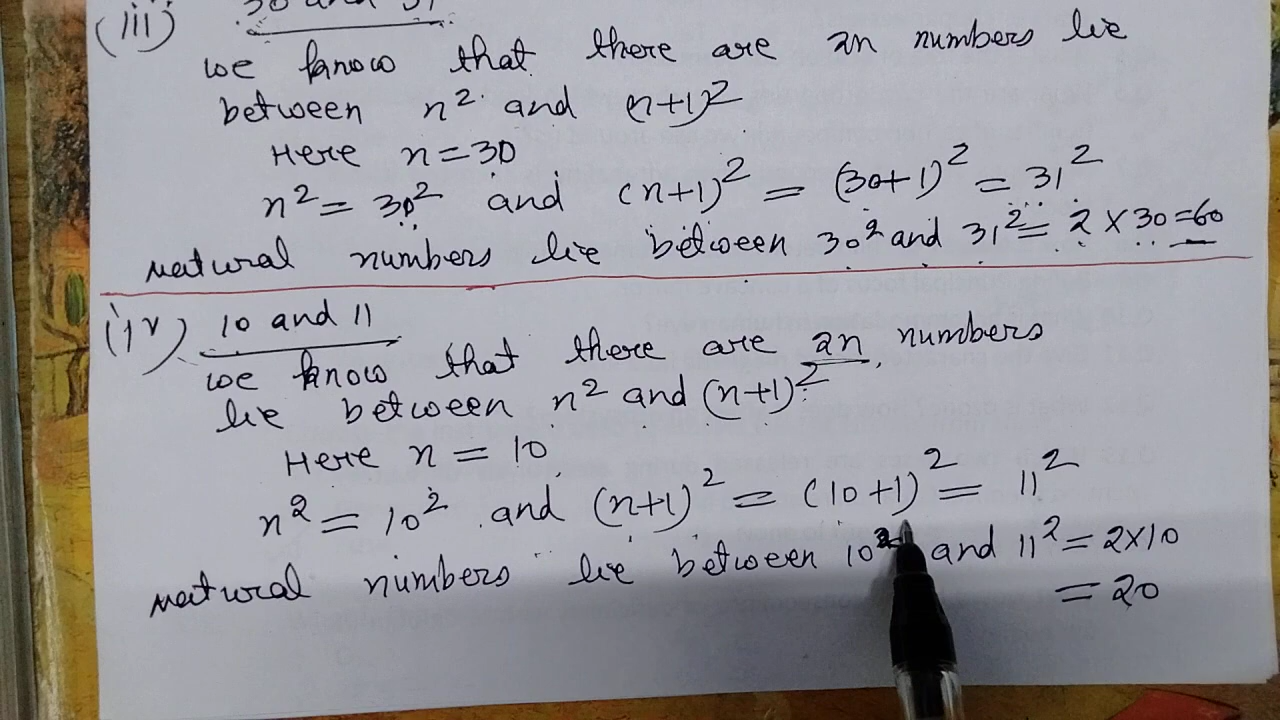 (iii) 30 and 31
we know that there are 2n numbers lie
between n² and (n+1)²
Here n=30
n² = 30² and (n+1)² = (30+1)² = 31²
natural numbers lie between 30² and 31² = 2 × 30 = 60
(iv) 10 and 11
we know that there are 2n numbers
lie between n² and (n+1)²
Here n = 10
n² = 10² and (n+1)² = (10+1)² = 11²
natural numbers lie between 10² and 11² = 2×10
= 20